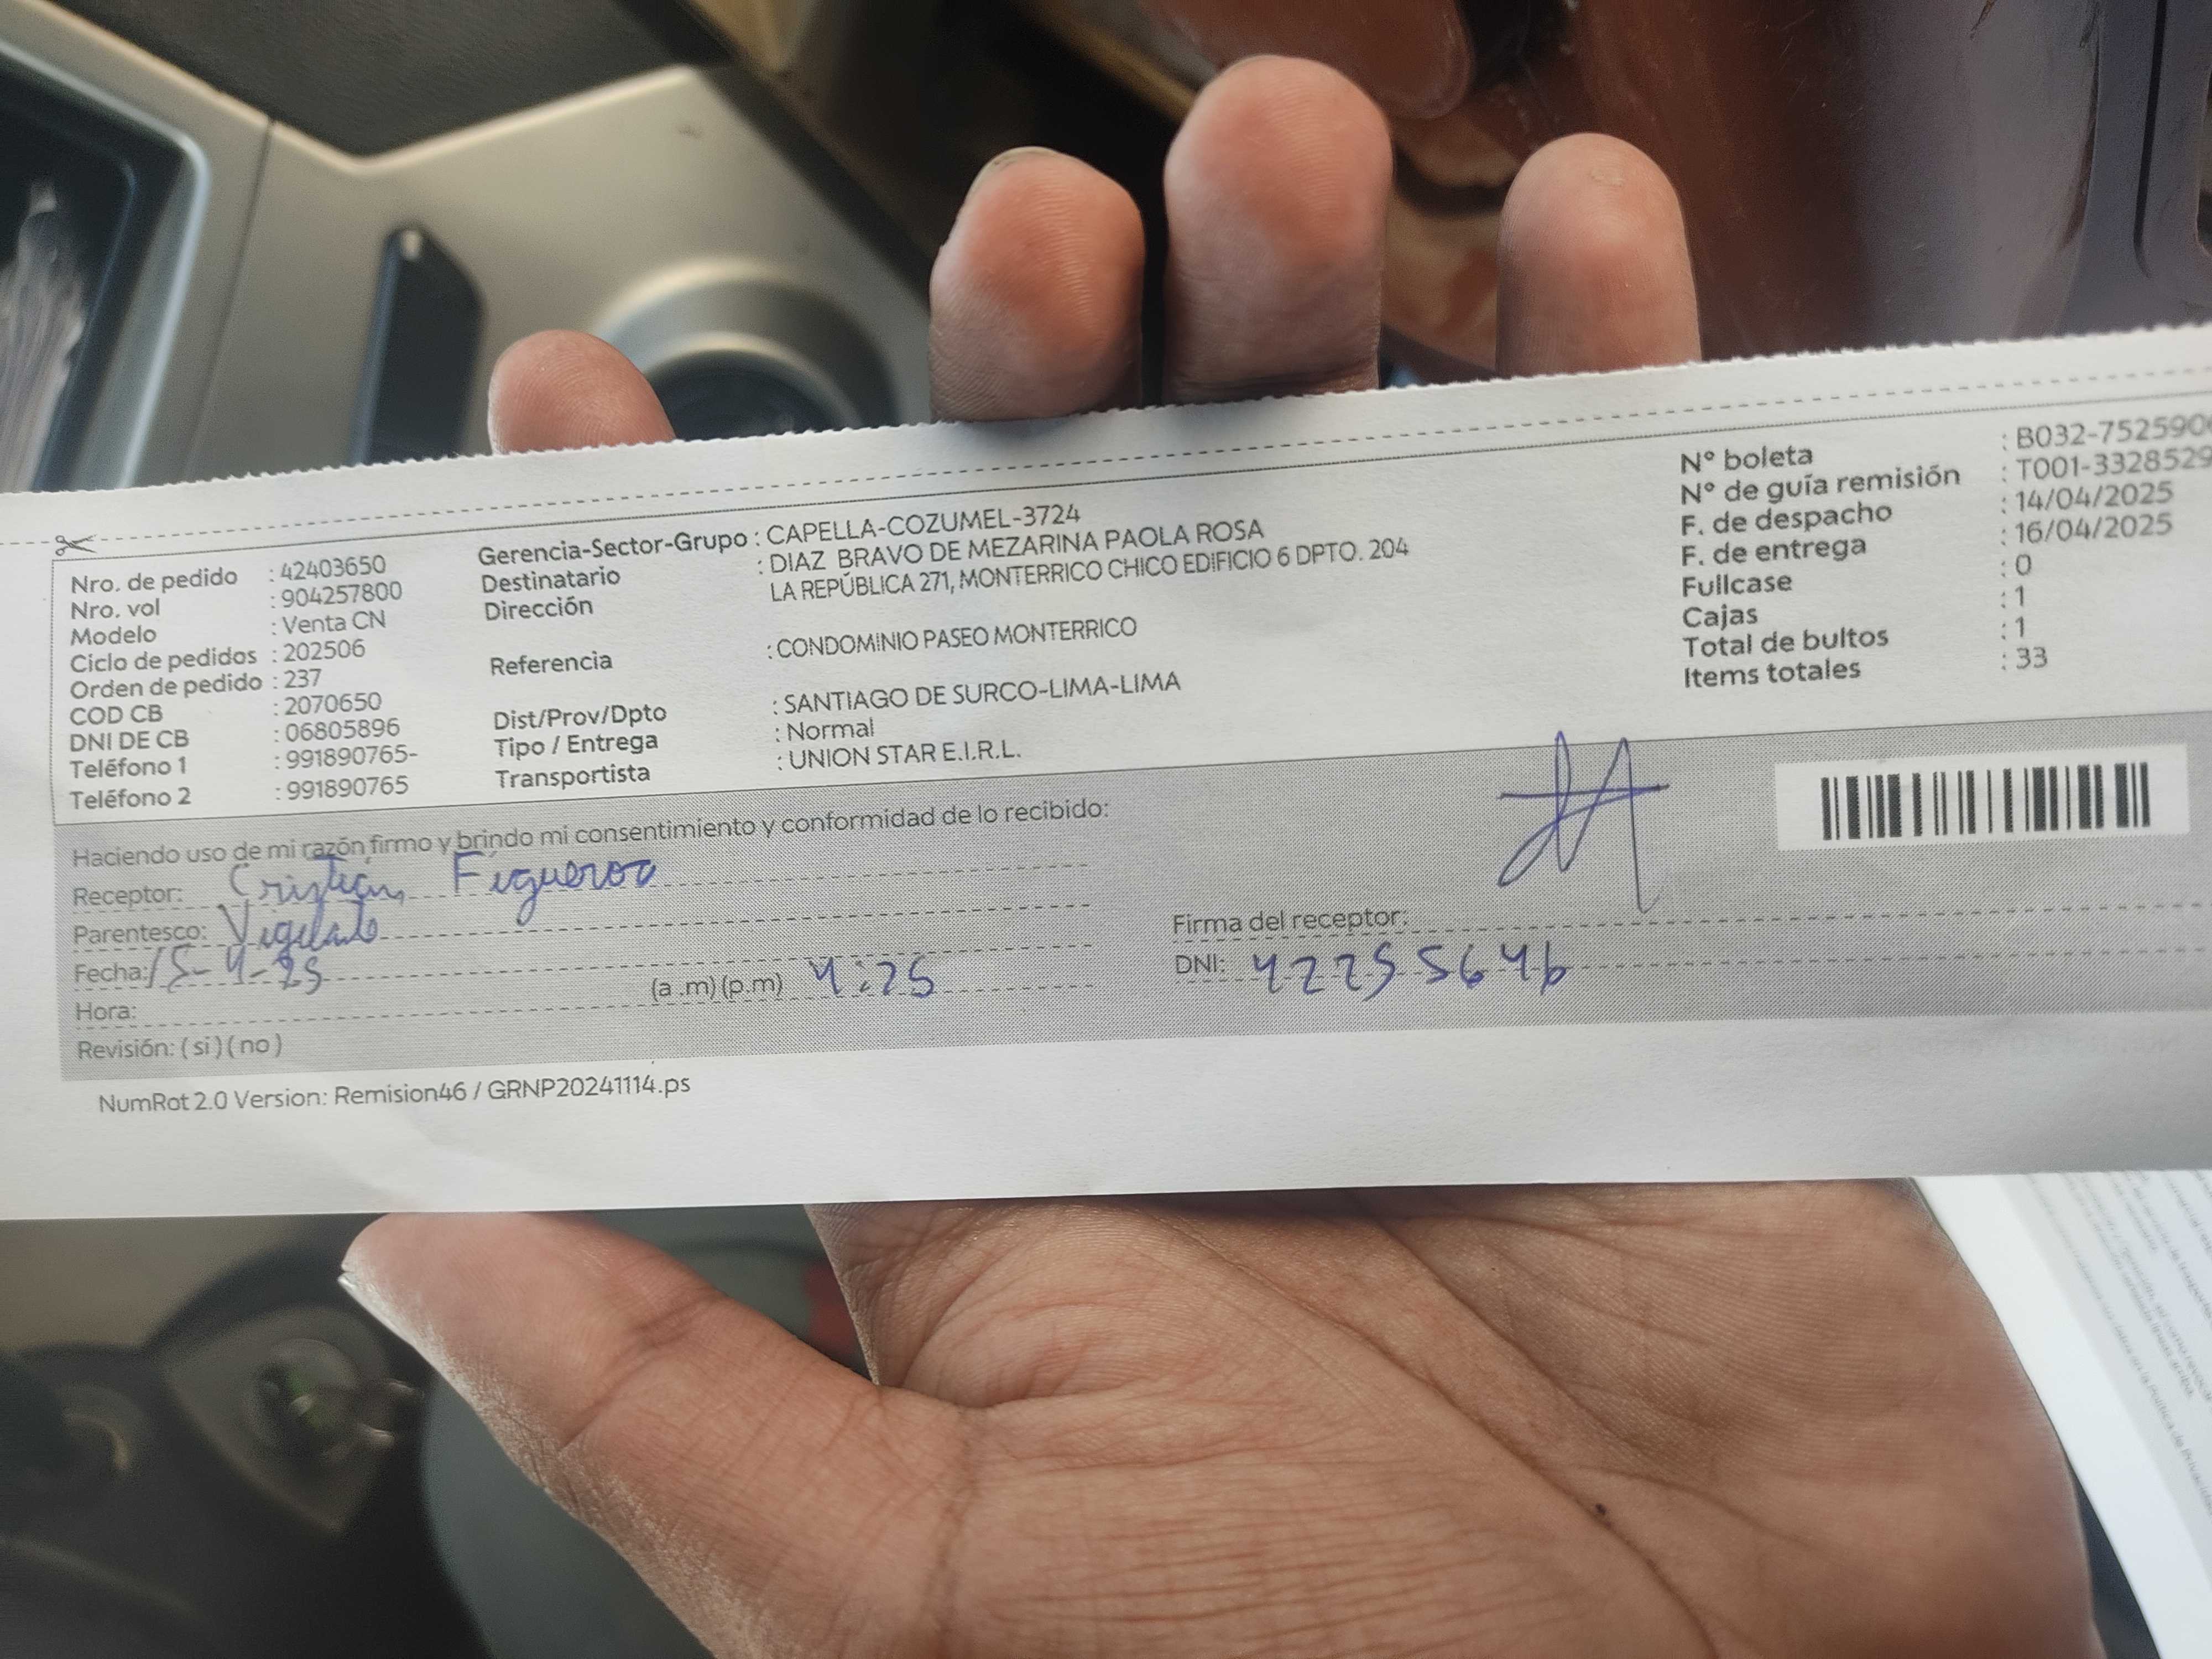 Nro. de pedido : 42403650
Nro. vol : 904257800
Modelo : Venta CN
Ciclo de pedidos : 202506
Orden de pedido : 237
COD CB : 2070650
DNI DE CB : 06805896
Teléfono 1 : 991890765-
Teléfono 2 : 991890765
Gerencia-Sector-Grupo : CAPELLA-COZUMEL-3724
Destinatario : DIAZ BRAVO DE MEZARINA PAOLA ROSA
Dirección LA REPÚBLICA 271, MONTERRICO CHICO EDIFICIO 6 DPTO. 204
Referencia : CONDOMINIO PASEO MONTERRICO
Dist/Prov/Dpto : SANTIAGO DE SURCO-LIMA-LIMA
Tipo / Entrega : Normal
Transportista : UNION STAR E.I.R.L.
N° boleta : B032-752590
N° de guía remisión : T001-3328529
F. de despacho : 14/04/2025
F. de entrega : 16/04/2025
Fullcase : 0
Cajas : 1
Total de bultos : 1
Items totales : 33
Haciendo uso de mi razón firmo y brindo mi consentimiento y conformidad de lo recibido:
Receptor: Cristian Figueroa
Parentesco: Vigilante
Fecha: 15-4-25
Hora: (a .m) (p.m) 4:25
Revisión: ( si ) ( no )
Firma del receptor:
DNI: 42255646
NumRot 2.0 Version: Remision46 / GRNP20241114.ps